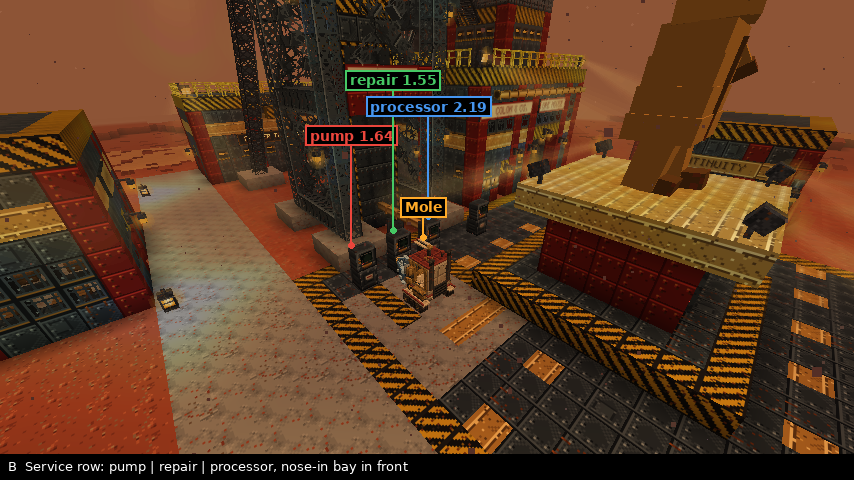 repair 1.55
processor 2.19
pump 1.64
Mole
B  Service row: pump | repair | processor, nose-in bay in front